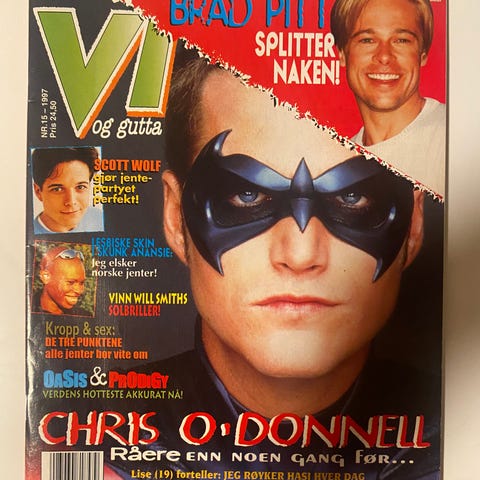 BRAD PITT
SPLITTER
NAKEN!
VI
og gutta
NR.15 – 1997
Pris 24,50
SCOTT WOLF
gjør jente-
partyet
perfekt!
LESBISKE SKIN
I SKUNK ANANSIE:
Jeg elsker
norske jenter!
VINN WILL SMITHS
SOLBRILLER!
Kropp & sex:
DE TRE PUNKTENE
alle jenter bør vite om
OASIS & PRODIGY
VERDENS HOTTESTE AKKURAT NÅ!
CHRIS O'DONNELL
Råere ENN NOEN GANG FØR...
Lise (19) forteller: JEG RØYKER HASJ HVER DAG